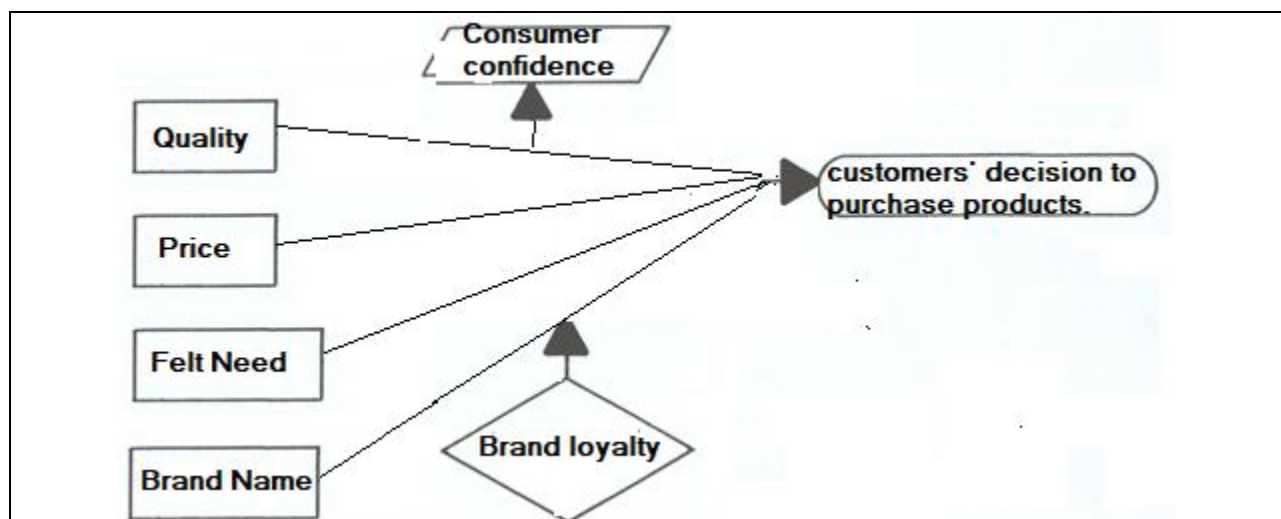 Consumer
confidence
Quality
customers' decision to
purchase products.
Price
Felt Need
Brand loyalty
Brand Name